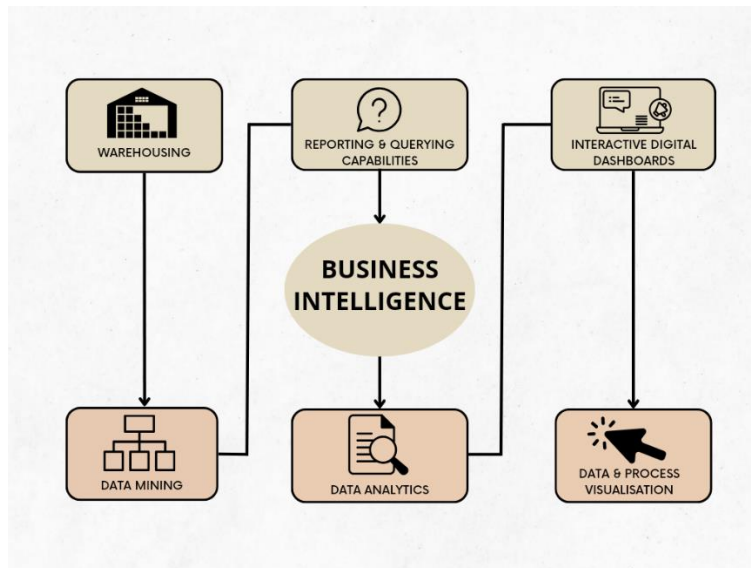 WAREHOUSING
REPORTING & QUERYING
CAPABILITIES
INTERACTIVE DIGITAL
DASHBOARDS
BUSINESS
INTELLIGENCE
DATA MINING
DATA ANALYTICS
DATA & PROCESS
VISUALISATION